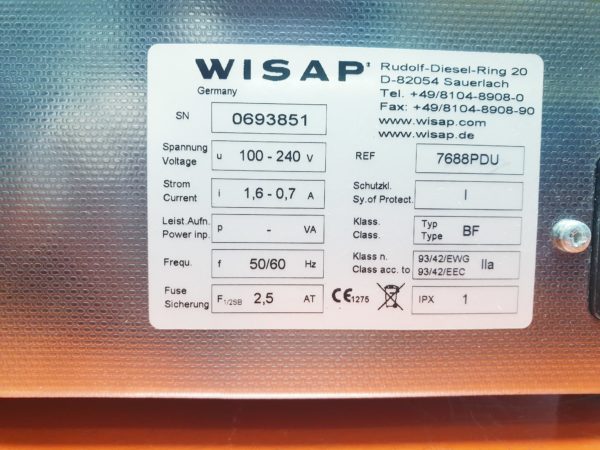 WISAP
Germany
Rudolf-Diesel-Ring 20
D-82054 Sauerlach
Tel. +49/8104-8908-0
Fax: +49/8104-8908-90
www.wisap.com
www.wisap.de
SN 0693851
Spannung
Voltage
u 100 - 240 v
REF 7688PDU
Strom
Current
i 1,6 - 0,7 A
Schutzkl.
Sy.of Protect.
I
Leist.Aufn.
Power inp.
p - VA
Klass.
Class.
Typ
Type
BF
Frequ. f 50/60 Hz
Klass n.
Class acc. to
93/42/EWG
93/42/EEC
IIa
Fuse
Sicherung
F1/2SB 2,5 AT
CE 1275
IPX 1